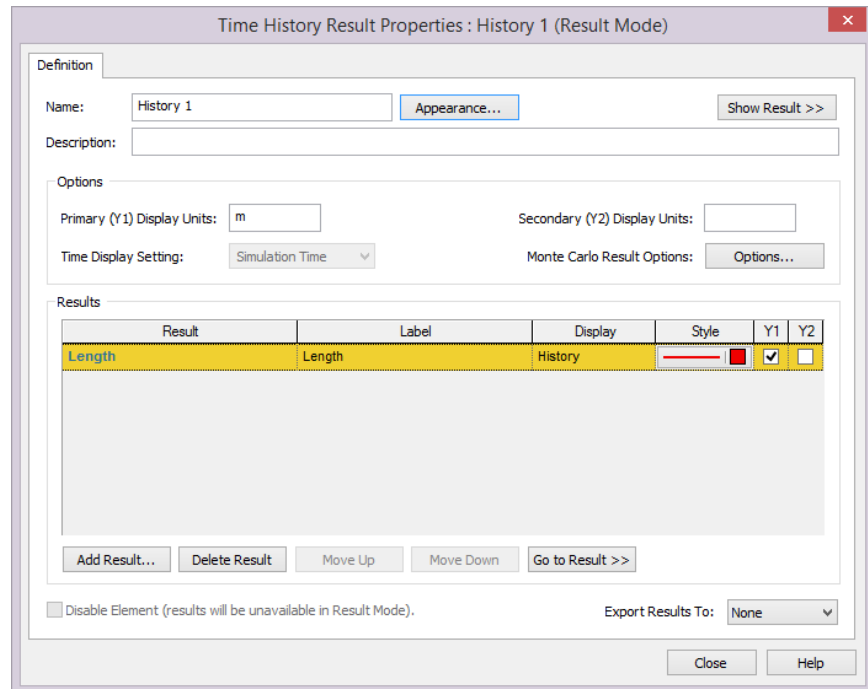 Time History Result Properties : History 1 (Result Mode)
Definition
Name: History 1 Appearance... Show Result >>
Description:
Options
Primary (Y1) Display Units: m Secondary (Y2) Display Units:
Time Display Setting: Simulation Time Monte Carlo Result Options: Options...
Results
Result Label Display Style Y1 Y2
Length Length History
Add Result... Delete Result Move Up Move Down Go to Result >>
Disable Element (results will be unavailable in Result Mode). Export Results To: None
Close Help